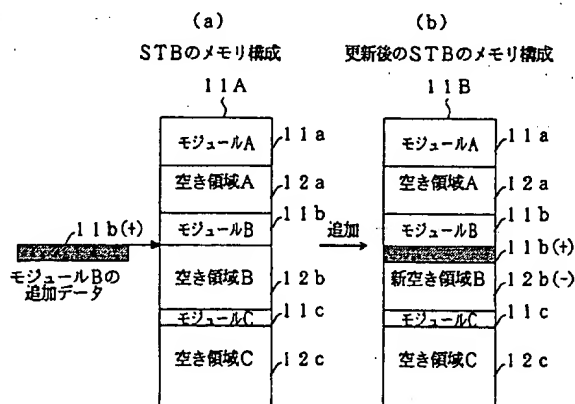 (a)
STBのメモリ構成
11A
モジュールA
11a
空き領域A
12a
モジュールB
11b
11b(+)
モジュールBの
追加データ
空き領域B
12b
モジュールC
11c
空き領域C
12c
追加
(b)
更新後のSTBのメモリ構成
11B
モジュールA
11a
空き領域A
12a
モジュールB
11b
11b(+)
新空き領域B
12b(-)
モジュールC
11c
空き領域C
12c